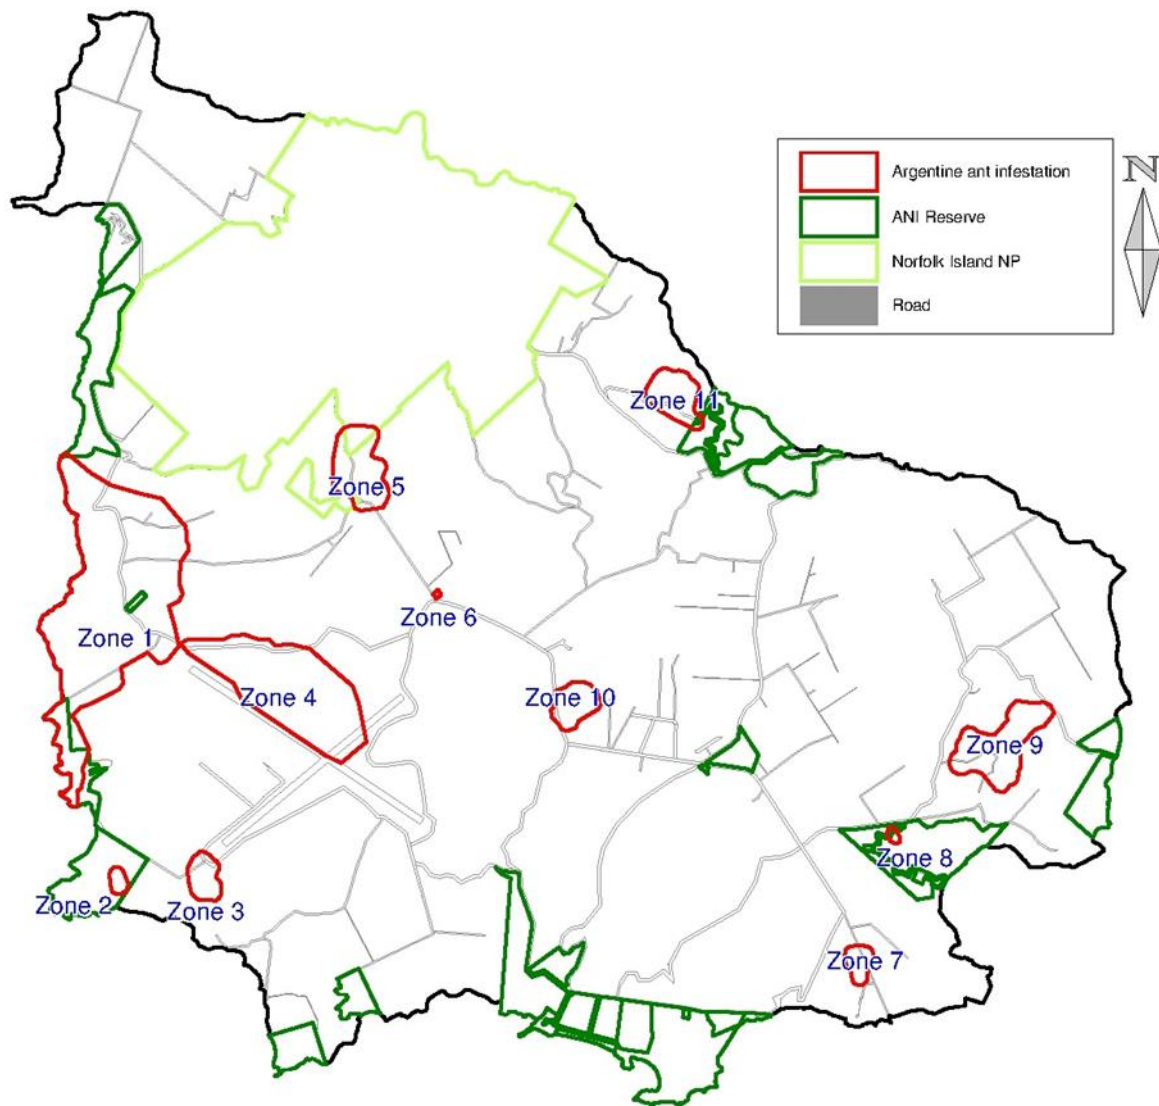 N
Argentine ant infestation
ANI Reserve
Norfolk Island NP
Road
Zone 11
Zone 5
Zone 6
Zone 1
Zone 4
Zone 10
Zone 9
Zone 8
Zone 2
Zone 3
Zone 7